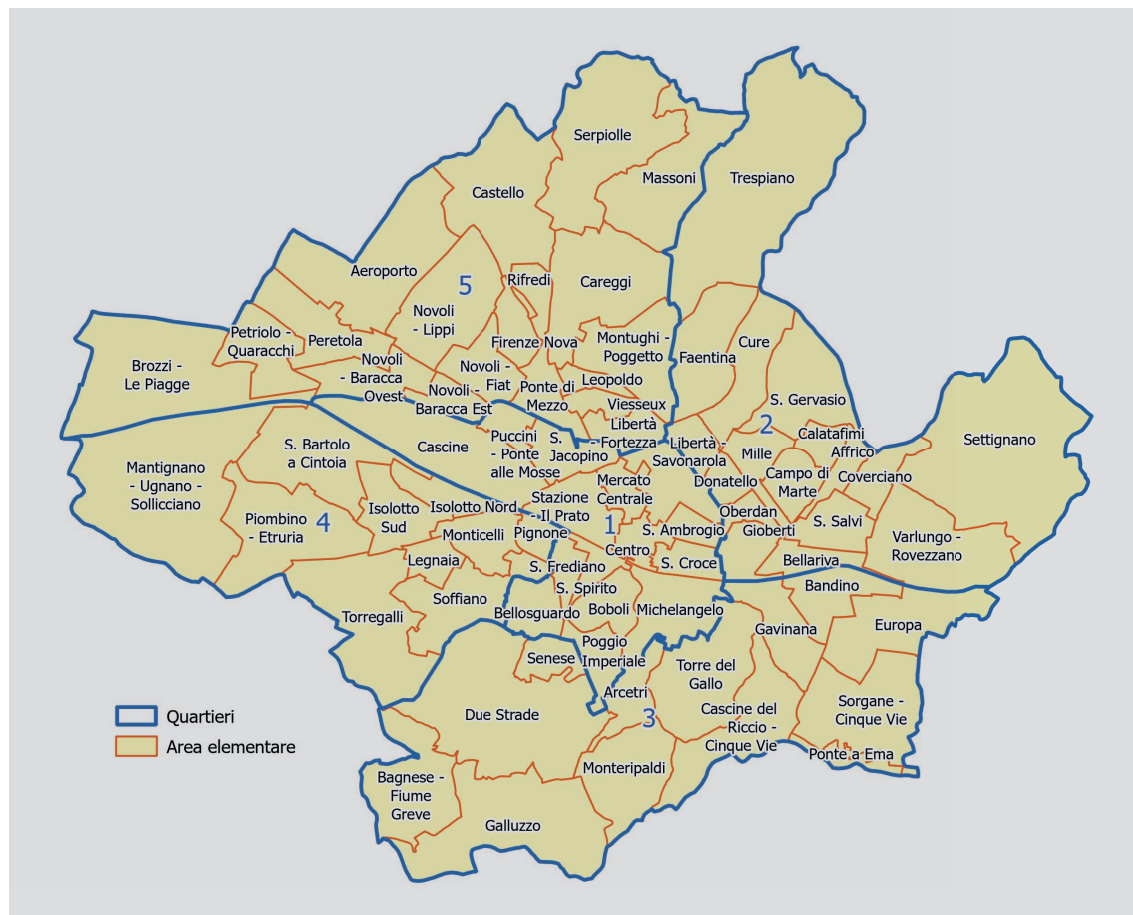 Serpiolle
Massoni
Trespiano
Castello
Aeroporto
5
Rifredi
Careggi
Novoli
- Lippi
Petriolo -
Quaracchi
Peretola
Firenze Nova
Montughi -
Poggetto
Faentina
Cure
Brozzi -
Le Piagge
Novoli
- Baracca
Ovest
Novoli -
Fiat
Novoli -
Baracca Est
Ponte di
Mezzo
Leopoldo
Viesseux
Libertà
- Fortezza
S. Gervasio
2
Calatafimi
Affrico
Settignano
Cascine
Puccini
- Ponte
alle Mosse
S.
Jacopino
Libertà -
Savonarola
Mille
Donatello
Campo di
Marte
Coverciano
S. Bartolo
a Cintoia
Mantignano
- Ugnano -
Sollicciano
Mercato
Centrale
Stazione
- Il Prato
1
Isolotto
Sud
Isolotto Nord
Piombino
- Etruria
4
Pignone
Monticelli
S. Ambrogio
Oberdan
Gioberti
S. Salvi
Varlungo -
Rovezzano
Centro
S. Croce
Bellariva
Legnaia
S. Frediano
S. Spirito
Soffiano
Bellosguardo
Boboli
Michelangelo
Bandino
Torregalli
Gavinana
Europa
Poggio
Imperiale
Senese
Torre del
Gallo
Arcetri
3
Due Strade
Cascine del
Riccio -
Cinque Vie
Sorgane -
Cinque Vie
Ponte a Ema
Monteripaldi
Bagnese -
Fiume
Greve
Galluzzo
Quartieri
Area elementare